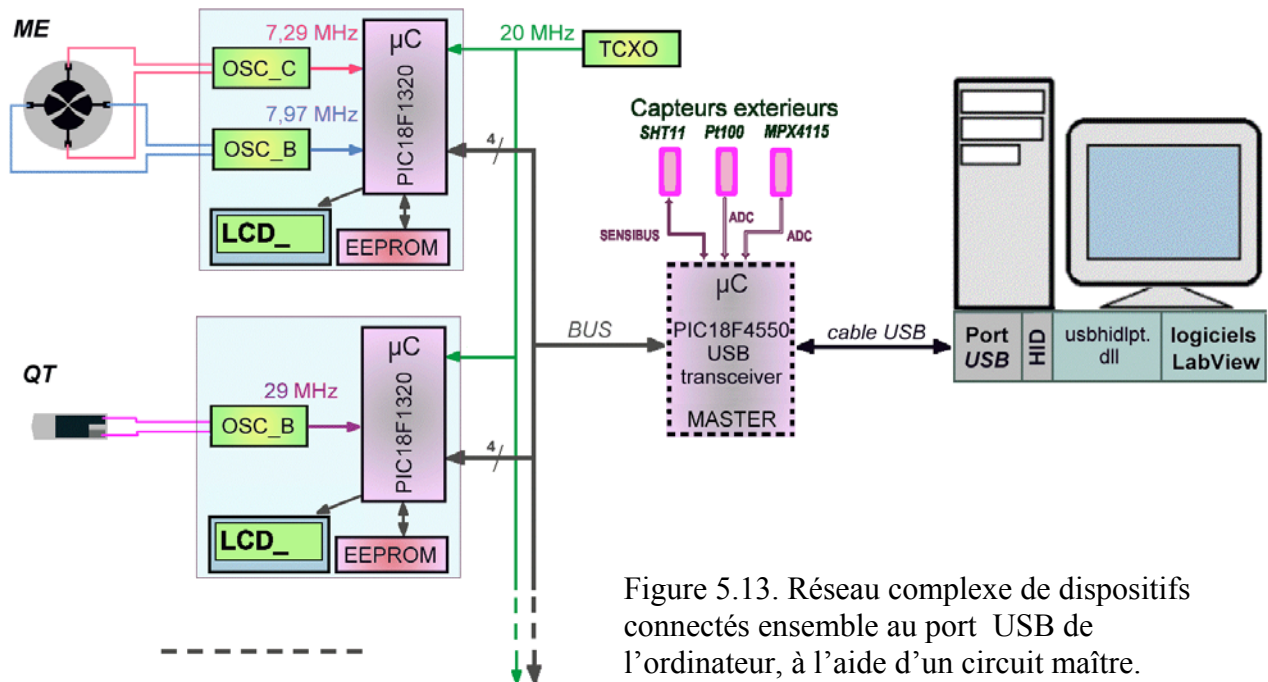 ME
7,29 MHz
OSC_C
7,97 MHz
OSC_B
µC
PIC18F1320
LCD_
EEPROM
20 MHz
TCXO
4
Capteurs exterieurs
SHT11 Pt100 MPX4115
SENSIBUS
ADC
ADC
µC
PIC18F4550
USB
transceiver
MASTER
BUS
cable USB
Port
USB
HID
usbhidlpt.
dll
logiciels
LabView
QT
29 MHz
OSC_B
µC
PIC18F1320
LCD_
EEPROM
4
Figure 5.13. Réseau complexe de dispositifs
connectés ensemble au port USB de
l’ordinateur, à l’aide d’un circuit maître.